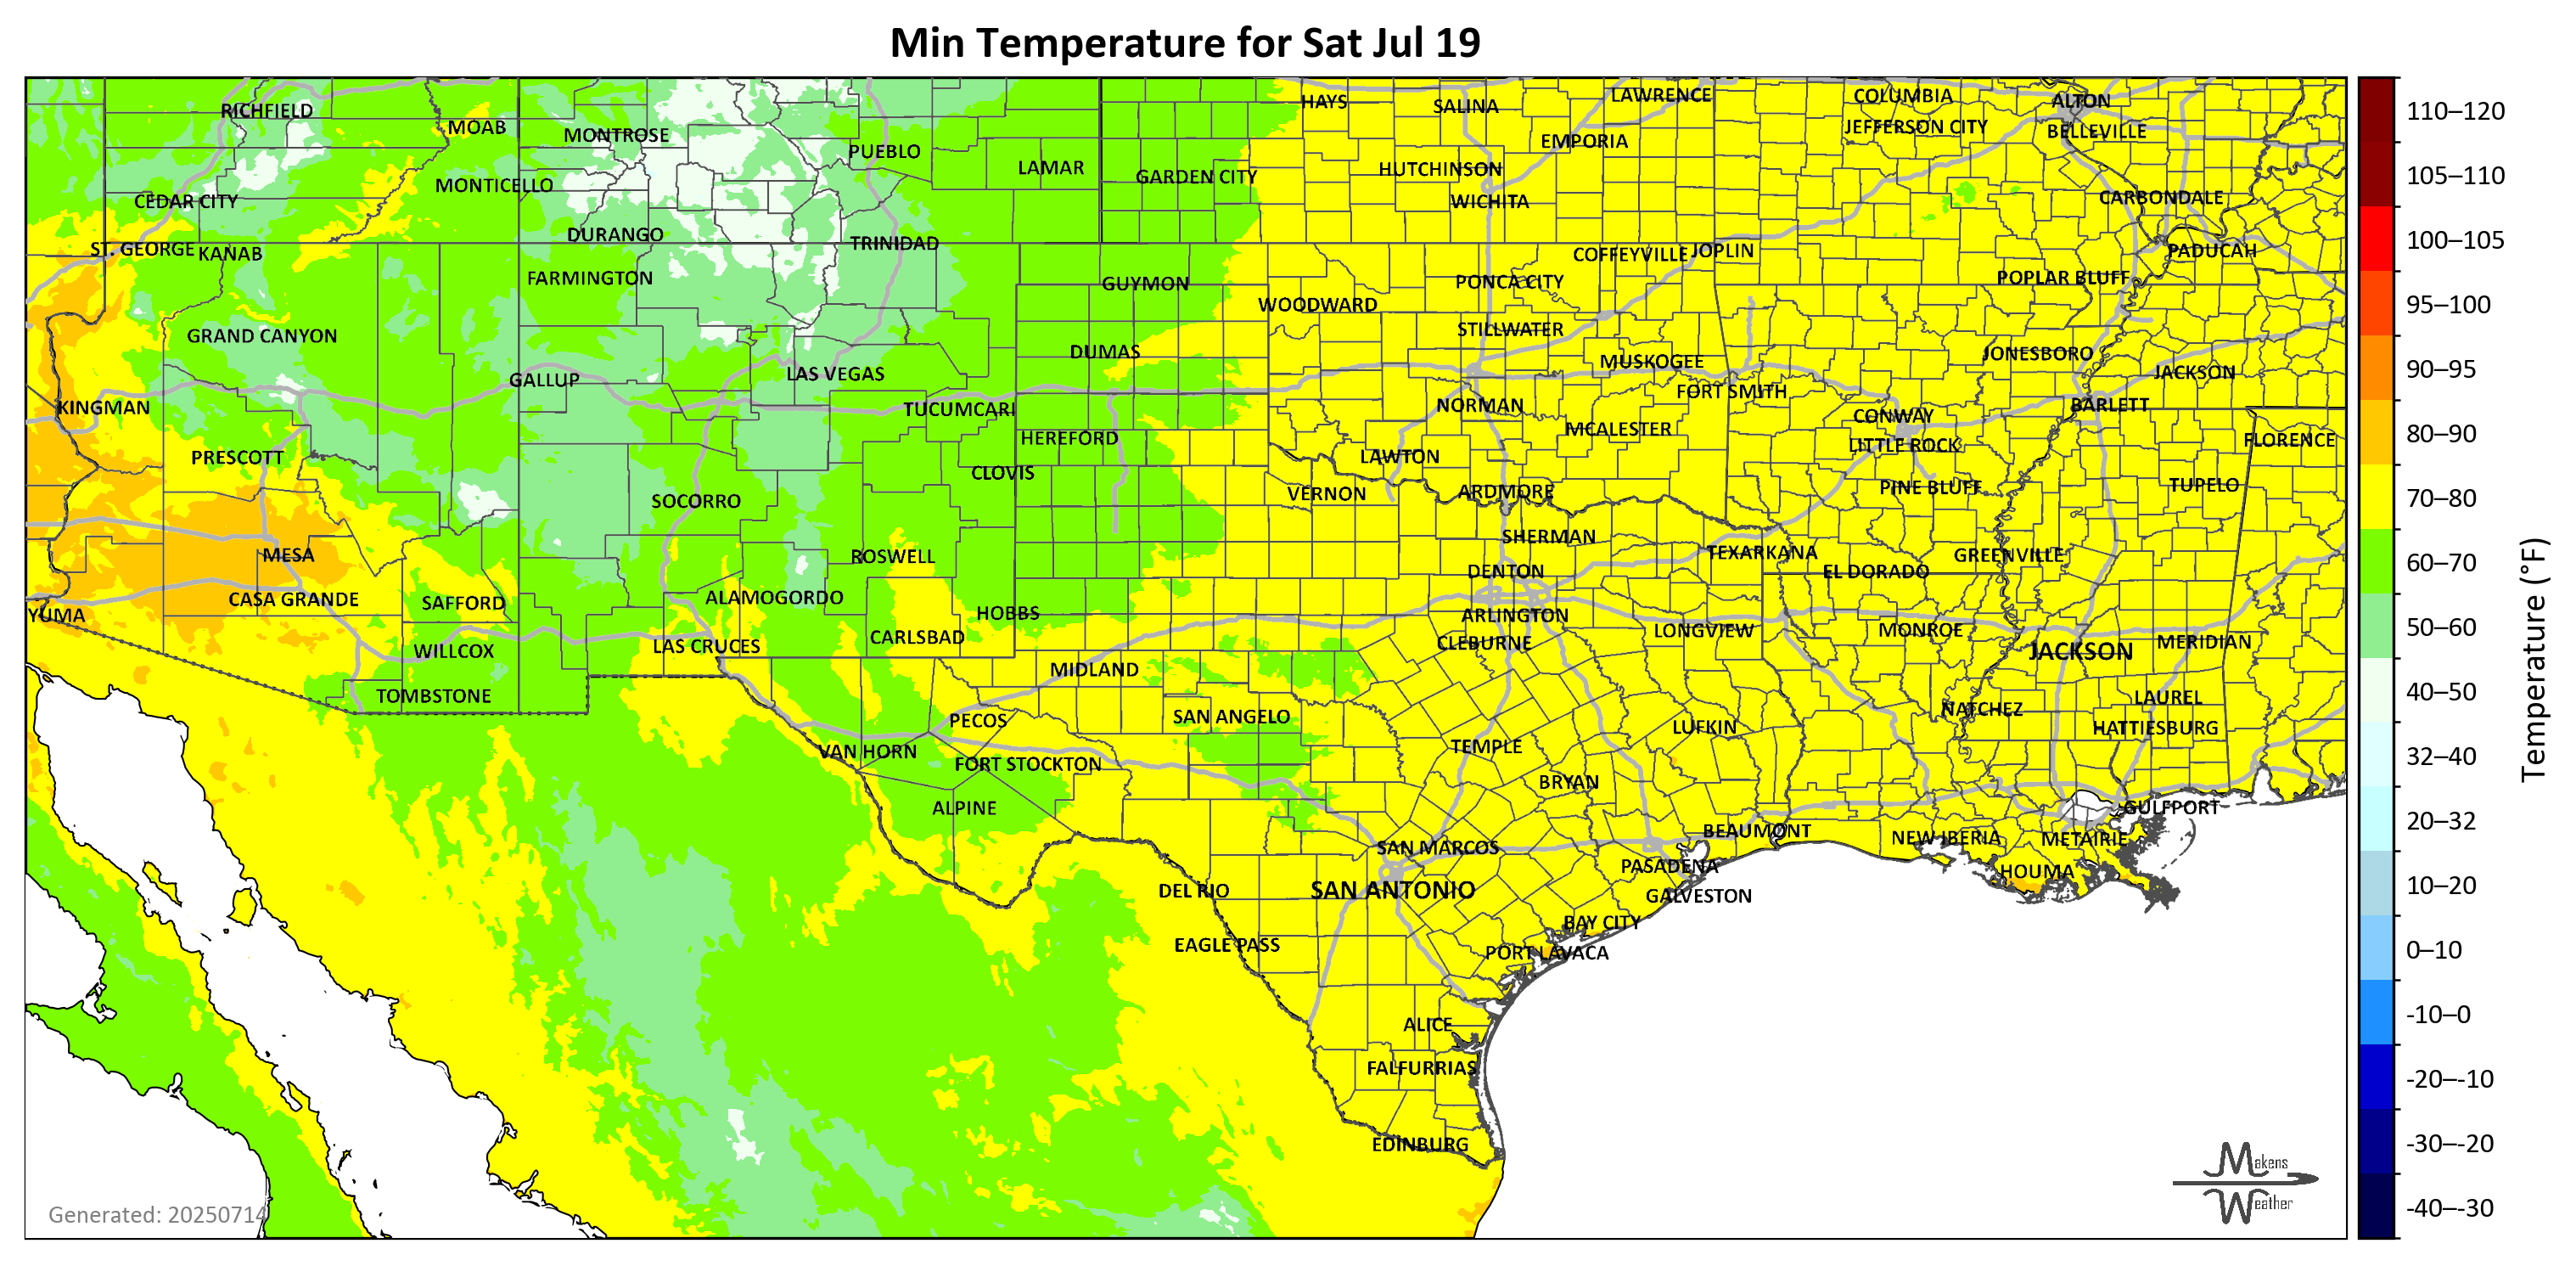 Min Temperature for Sat Jul 19
RICHFIELD
MOAB
MONTROSE
PUEBLO
LAMAR
GARDEN CITY
HAYS
SALINA
LAWRENCE
EMPORIA
HUTCHINSON
WICHITA
COLUMBIA
JEFFERSON CITY
ALTON
BELLEVILLE
CARBONDALE
CEDAR CITY
MONTICELLO
DURANGO
TRINIDAD
ST. GEORGE
KANAB
FARMINGTON
GUYMON
WOODWARD
PONCA CITY
COFFEYVILLE
JOPLIN
POPLAR BLUFF
PADUCAH
GRAND CANYON
DUMAS
STILLWATER
MUSKOGEE
FORT SMITH
JONESBORO
JACKSON
GALLUP
LAS VEGAS
KINGMAN
TUCUMCARI
NORMAN
CONWAY
BARLETT
PRESCOTT
HEREFORD
CLOVIS
LAWTON
MCALESTER
LITTLE ROCK
FLORENCE
SOCORRO
VERNON
ARDMORE
PINE BLUFF
TUPELO
MESA
ROSWELL
SHERMAN
TEXARKANA
GREENVILLE
DENTON
EL DORADO
YUMA
CASA GRANDE
SAFFORD
ALAMOGORDO
HOBBS
ARLINGTON
CLEBURNE
LONGVIEW
MONROE
JACKSON
MERIDIAN
WILLCOX
LAS CRUCES
CARLSBAD
MIDLAND
TOMBSTONE
PECOS
SAN ANGELO
LUFKIN
NATCHEZ
LAUREL
HATTIESBURG
VAN HORN
FORT STOCKTON
TEMPLE
BRYAN
ALPINE
GULFPORT
BEAUMONT
NEW IBERIA
METAIRIE
SAN MARCOS
PASADENA
HOUMA
DEL RIO
SAN ANTONIO
GALVESTON
BAY CITY
EAGLE PASS
PORT LAVACA
ALICE
FALFURRIAS
EDINBURG
Generated: 20250714
Makens
Weather
110–120
105–110
100–105
95–100
90–95
80–90
70–80
60–70
50–60
40–50
32–40
20–32
10–20
0–10
-10–0
-20–-10
-30–-20
-40–-30
Temperature (°F)